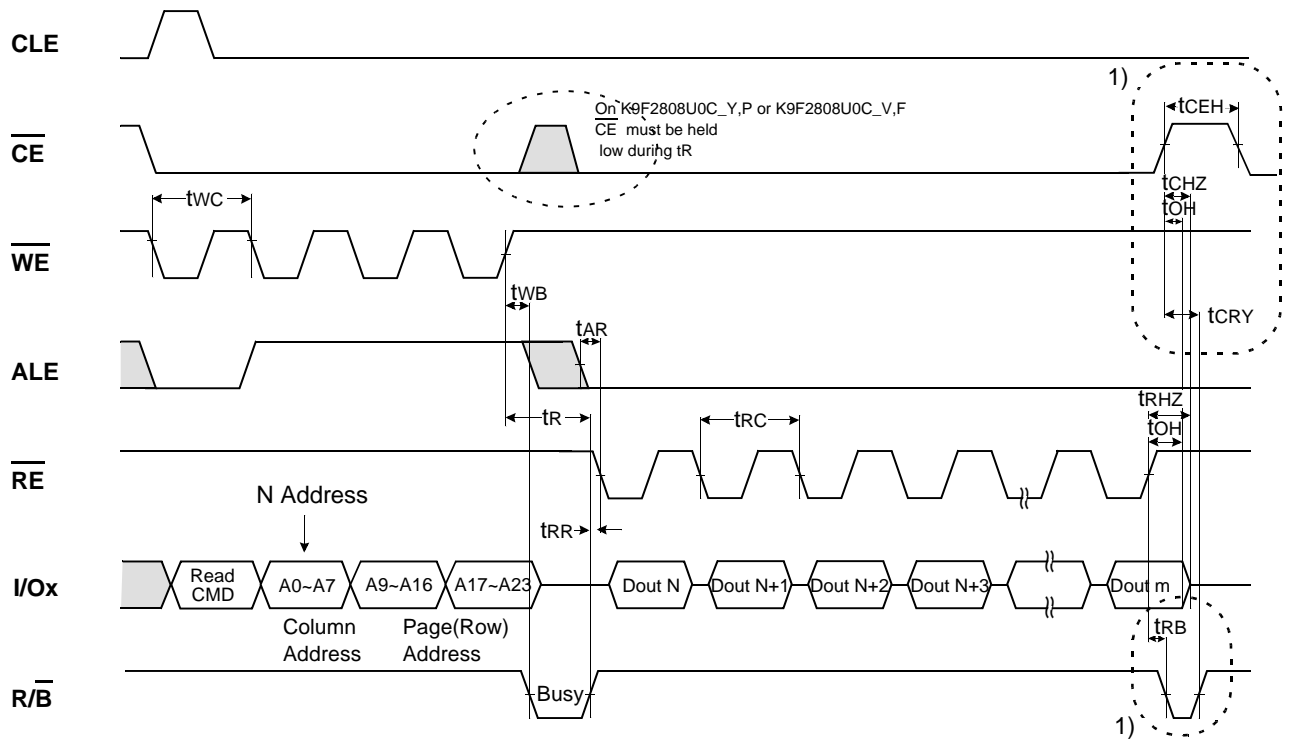 CLE
1)
On K9F2808U0C_Y,P or K9F2808U0C_V,F
CE must be held
low during tR
tCEH
CE
tCHZ
tOH
tWC
WE
tWB
tCRY
tAR
ALE
tR
tRC
tRHZ
tOH
RE
N Address
tRR
I/Ox
Read
CMD
A0~A7
A9~A16
A17~A23
Dout N
Dout N+1
Dout N+2
Dout N+3
Dout m
Column
Address
Page(Row)
Address
tRB
R/B
Busy
1)